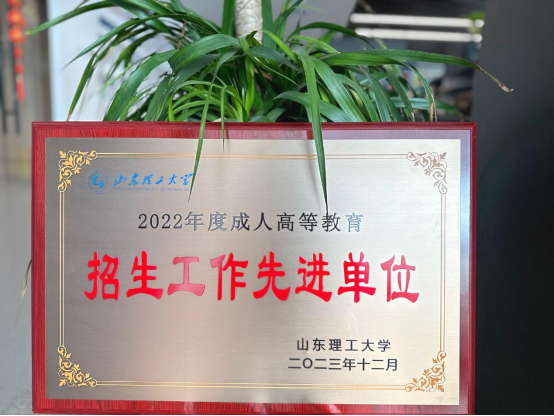 山东理工大学
2022年度成人高等教育
招生工作先进单位
山东理工大学
二〇二三年十二月